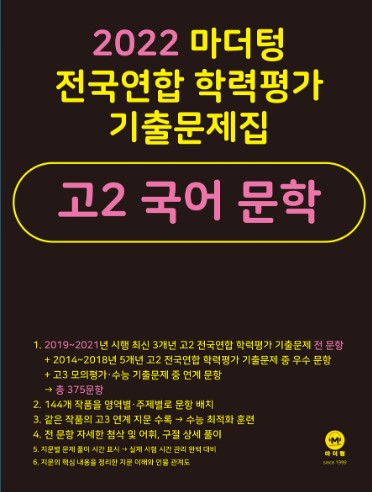 2022 마더텅
전국연합 학력평가
기출문제집
고2 국어 문학
1. 2019~2021년 시행 최신 3개년 고2 전국연합 학력평가 기출문제 전 문항
+ 2014~2018년 5개년 고2 전국연합 학력평가 기출문제 중 우수 문항
+ 고3 모의평가·수능 기출문제 중 연계 문항
→ 총 375문항
2. 144개 작품을 영역별·주제별로 문항 배치
3. 같은 작품의 고3 연계 지문 수록 → 수능 최적화 훈련
4. 전 문항 자세한 첨삭 및 어휘, 구절 상세 풀이
5. 지문별 문제 풀이 시간 표시 → 실제 시험 시간 관리 완벽 대비
6. 지문의 핵심 내용을 정리한 지문 이해와 인물 관계도
마더텅
since 1999